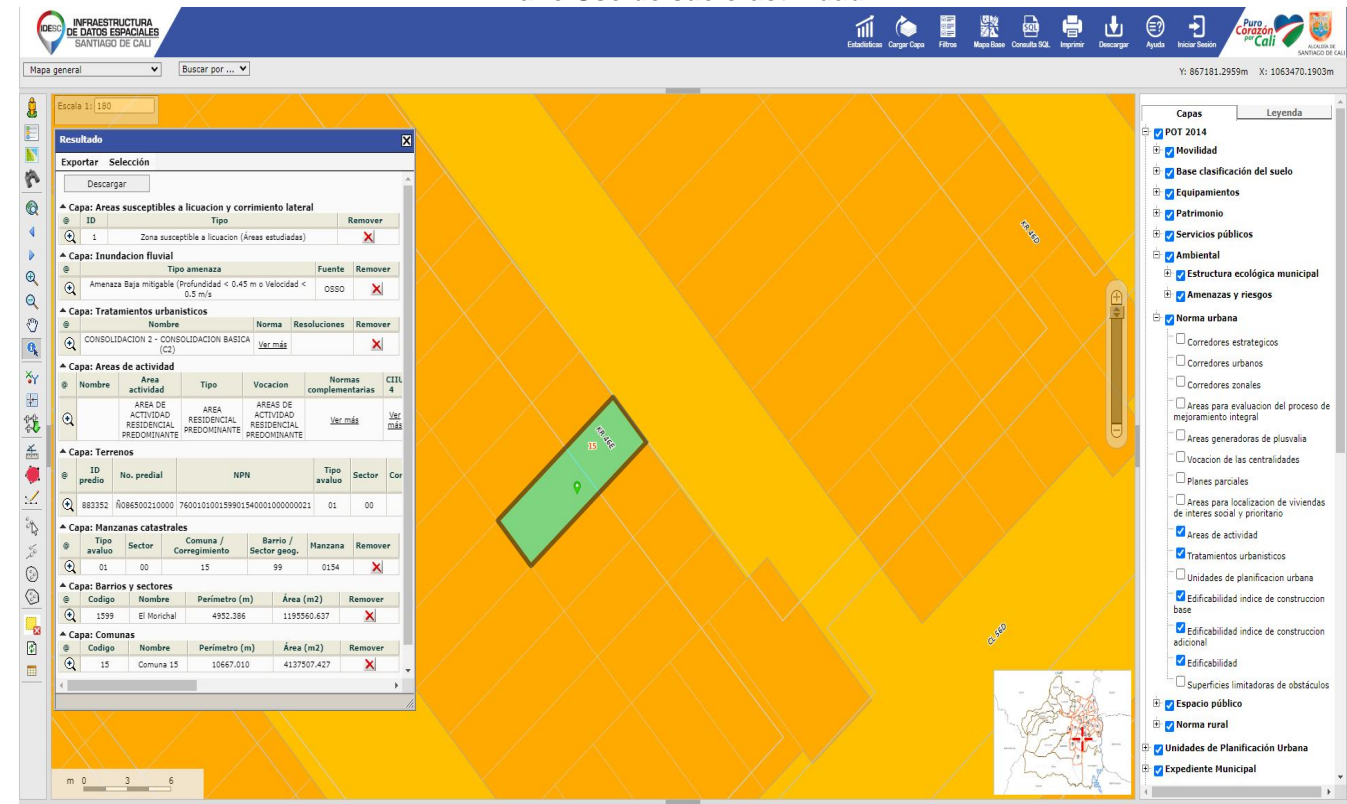 INFRAESTRUCTURA
IDESC DE DATOS ESPACIALES
SANTIAGO DE CALI
Estadísticas Cargar Capa Filtros Mapa Base Consulta SQL Imprimir Descargar Ayuda Iniciar Sesión
Puro
Corazón
por Cali
ALCALDÍA DE
SANTIAGO DE CALI
Mapa general Buscar por ... Y: 867181.2959m X: 1063470.1903m
Escala 1: 180
Resultado
Exportar Selección
Descargar
Capa: Areas susceptibles a licuacion y corrimiento lateral
@ ID Tipo Remover
1 Zona susceptible a licuacion (Áreas estudiadas)
Capa: Inundacion fluvial
@ Tipo amenaza Fuente Remover
Amenaza Baja mitigable (Profundidad < 0.45 m o Velocidad <
0.5 m/s
OSSO
Capa: Tratamientos urbanisticos
@ Nombre Norma Resoluciones Remover
CONSOLIDACION 2 - CONSOLIDACION BASICA
(C2)
Ver más
Capa: Areas de actividad
@ Nombre Area
actividad Tipo Vocacion Normas
complementarias CIIU
4
AREA DE
ACTIVIDAD
RESIDENCIAL
PREDOMINANTE
AREA
RESIDENCIAL
PREDOMINANTE
AREAS DE
ACTIVIDAD
RESIDENCIAL
PREDOMINANTE
Ver más
Ver
más
Capa: Terrenos
@ ID
predio No. predial NPN Tipo
avaluo Sector Cor
883352 Ñ086500210000 760010100159901540001000000021 01 00
Capa: Manzanas catastrales
@ Tipo
avaluo Sector Comuna /
Corregimiento Barrio /
Sector geog. Manzana Remover
01 00 15 99 0154
Capa: Barrios y sectores
@ Codigo Nombre Perímetro (m) Área (m2) Remover
1599 El Morichal 4952.386 1195560.637
Capa: Comunas
@ Codigo Nombre Perimetro (m) Área (m2) Remover
15 Comuna 15 10667.010 4137507.427
KR 46D
KR 46E
15
CL 56D
m 0 3 6
Capas Leyenda
POT 2014
Movilidad
Base clasificación del suelo
Equipamientos
Patrimonio
Servicios públicos
Ambiental
Estructura ecológica municipal
Amenazas y riesgos
Norma urbana
Corredores estrategicos
Corredores urbanos
Corredores zonales
Areas para evaluacion del proceso de
mejoramiento integral
Areas generadoras de plusvalia
Vocacion de las centralidades
Planes parciales
Areas para localizacion de viviendas
de interes social y prioritario
Areas de actividad
Tratamientos urbanisticos
Unidades de planificacion urbana
Edificabilidad indice de construccion
base
Edificabilidad indice de construccion
adicional
Edificabilidad
Superficies limitadoras de obstáculos
Espacio público
Norma rural
Unidades de Planificación Urbana
Expediente Municipal